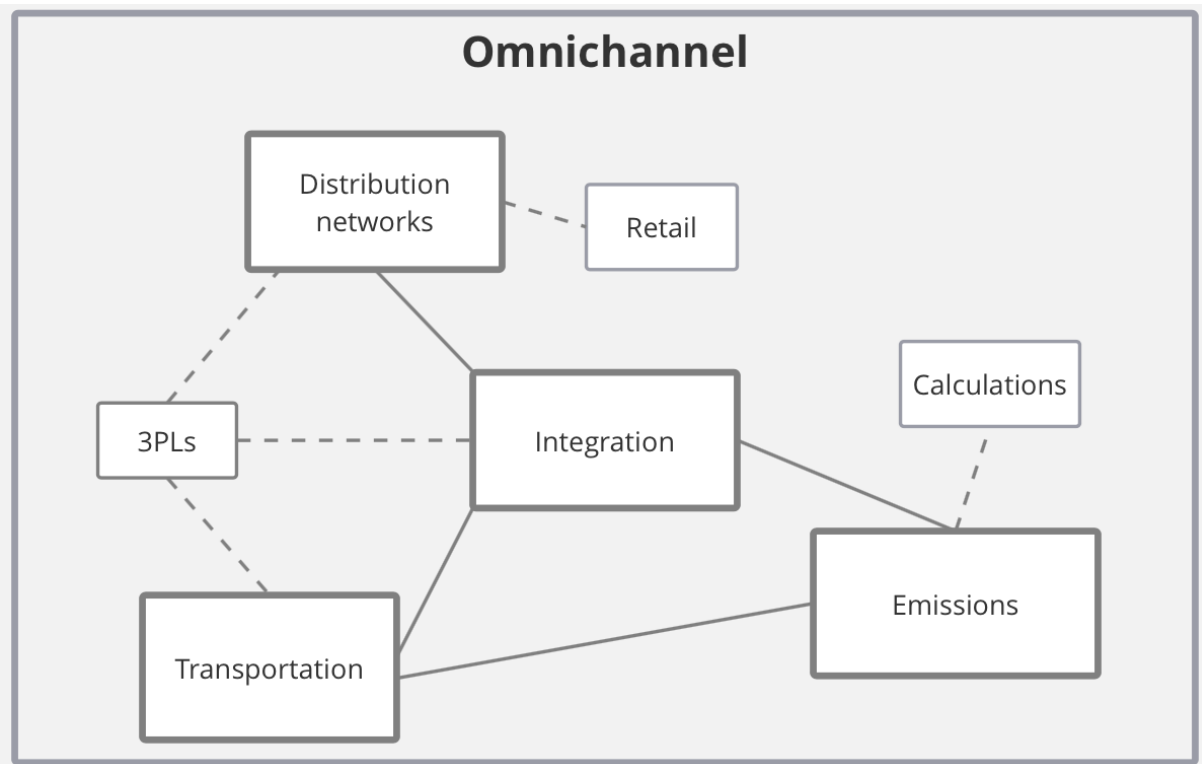 Omnichannel
Distribution
networks
Retail
Calculations
3PLs
Integration
Emissions
Transportation